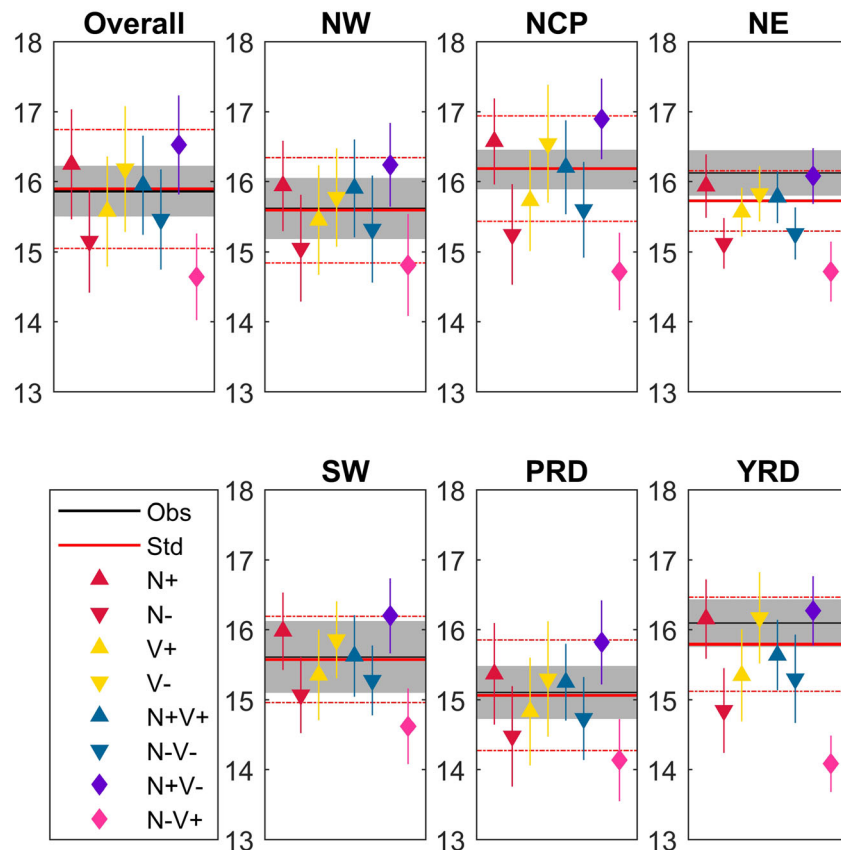 Overall NW NCP NE
18 18 18 18
17 17 17 17
16 16 16 16
15 15 15 15
14 14 14 14
13 13 13 13
SW PRD YRD
18 18 18
17 17 17
16 16 16
15 15 15
14 14 14
13 13 13
Obs
Std
N+
N-
V+
V-
N+V+
N-V-
N+V-
N-V+